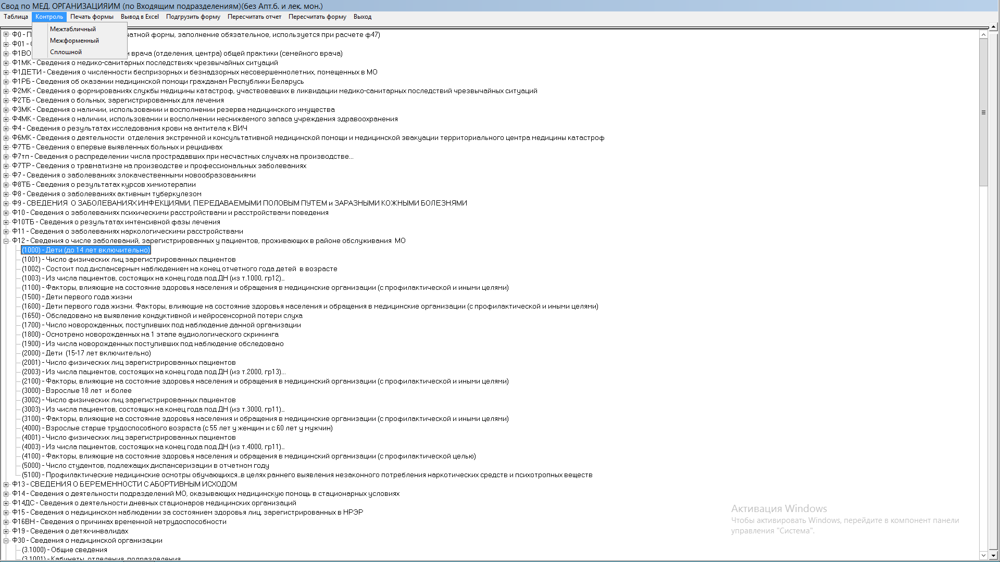 Свод по МЕД. ОРГАНИЗАЦИЯИМ (по Входящим подразделениям)(без Апт.б. и лек. мон.)
Таблица Контроль Печать формы Вывод в Excel Подгрузить форму Пересчитать отчет Пересчитать форму Выход
Межтабличный
Межформенный
Сплошной
Ф0 - П чатной формы, заполнение обязательное, используется при расчете ф47)
Ф01 -
Ф1ВО и врача (отделения, центра) общей практики (семейного врача)
Ф1МК - Сведения о медико-санитарных последствиях чрезвычайных ситуаций
Ф1ДЕТИ - Сведения о численности беспризорных и безнадзорных несовершеннолетних, помещенных в МО
Ф1РБ - Сведения об оказании медицинской помощи гражданам Республики Беларусь
Ф2МК - Сведения о формированиях службы медицины катастроф, участвовавших в ликвидации медико-санитарных последствий чрезвычайных ситуаций
Ф2ТБ - Сведения о больных, зарегистрированных для лечения
Ф3МК - Сведения о наличии, использовании и восполнении резерва медицинского имущества
Ф4МК - Сведения о наличии, использовании и восполнении неснижаемого запаса учреждения здравоохранения
Ф4 - Сведения о результатах исследования крови на антитела к ВИЧ
Ф6МК - Сведения о деятельности отделения экстренной и консультативной медицинской помощи и медицинской эвакуации территориального центра медицины катастроф
Ф7ТБ - Сведения о впервые выявленных больных и рецидивах
Ф7тп - Сведения о распределении числа прострадавших при несчастных случаях на производстве...
Ф7ТР - Сведения о травматизме на производстве и профессиональных заболеваниях
Ф7 - Сведения о заболеваниях злокачественными новообразованиями
Ф8ТБ - Сведения о результатах курсов химиотерапии
Ф8 - Сведения о заболеваниях активным туберкулезом
Ф9 - СВЕДЕНИЯ О ЗАБОЛЕВАНИЯХ ИНФЕКЦИЯМИ, ПЕРЕДАВАЕМЫМИ ПОЛОВЫМ ПУТЕМ и ЗАРАЗНЫМИ КОЖНЫМИ БОЛЕЗНЯМИ
Ф10 - Сведения о заболеваниях психическими расстройствами и расстройствами поведения
Ф10ТБ - Сведения о результатах интенсивной фазы лечения
Ф11 - Сведения о заболеваниях наркологическими расстройствами
Ф12 - Сведения о числе заболеваний, зарегистрированных у пациентов, проживающих в районе обслуживания МО
(1000) - Дети (до 14 лет включительно)
(1001) - Число физических лиц зарегистрированных пациентов
(1002) - Состоит под диспансерным наблюдением на конец отчетного года детей в возрасте
(1003) - Из числа пациентов, состоящих на конец года под ДН (из т.1000, гр12)...
(1100) - Факторы, влияющие на состояние здоровья населения и обращения в медицинские организации (с профилактической и иными целями)
(1500) - Дети первого года жизни
(1600) - Дети первого года жизни. Факторы, влияющие на состояние здоровья населения и обращения в медицинские организации (с профилактической и иными целями)
(1650) - Обследовано на выявление кондуктивной и нейросенсорной потери слуха
(1700) - Число новорожденных, поступивших под наблюдение данной организации
(1800) - Осмотрено новорожденных на 1 этапе аудиологического скрининга
(1900) - Из числа новорожденных поступивших под наблюдение обследовано
(2000) - Дети (15-17 лет включительно)
(2001) - Число физических лиц зарегистрированных пациентов
(2003) - Из числа пациентов, состоящих на конец года под ДН (из т.2000, гр13)...
(2100) - Факторы, влияющие на состояние здоровья населения и обращения в медицинский организации (с профилактической и иными целями)
(3000) - Взрослые 18 лет и более
(3002) - Число физических лиц зарегистрированных пациентов
(3003) - Из числа пациентов, состоящих на конец года под ДН (из т.3000, гр11)...
(3100) - Факторы, влияющие на состояние здоровья населения и обращения в медицинские организации (с профилактической и иными целями)
(4000) - Взрослые старше трудоспособного возраста (с 55 лет у женщин и с 60 лет у мужчин)
(4001) - Число физических лиц зарегистрированных пациентов
(4003) - Из числа пациентов, состоящих на конец года под ДН (из т.4000, гр11)...
(4100) - Факторы, влияющие на состояние здоровья населения и обращения в медицинский организации (с профилактической целью)
(5000) - Число студентов, подлежащих диспансеризации в отчетном году
(5100) - Профилактические медицинские осмотры обучающихся...в целях раннего выявления незаконного потребления наркотических средств и психотропных веществ
Ф13 - СВЕДЕНИЯ О БЕРЕМЕННОСТИ С АБОРТИВНЫМ ИСХОДОМ
Ф14 - Сведения о деятельности подразделений МО, оказывающих медицинскую помощь в стационарных условиях
Ф14ДС - Сведения о деятельности дневных стационаров медицинских организаций
Ф15 - Сведения о медицинском наблюдении за состоянием здоровья лиц, зарегистрированных в НРЭР
Ф16ВН - Сведения о причинах временной нетрудоспособности
Ф19 - Сведения о детях-инвалидах
Ф30 - Сведения о медицинской организации
(3.1000) - Общие сведения
(3.1001) - Кабинеты, отделения, подразделения
Активация Windows
Чтобы активировать Windows, перейдите в компонент панели
управления "Система".